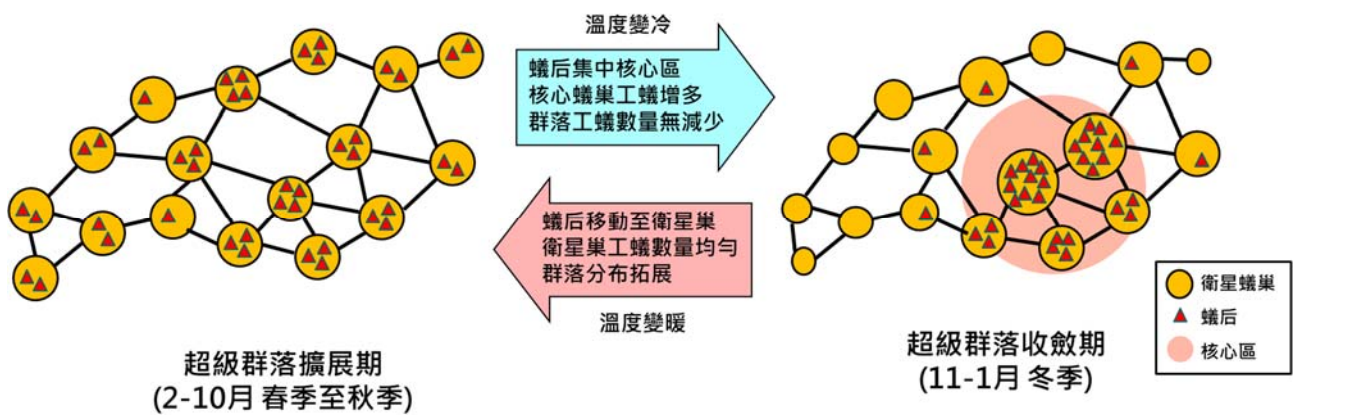 溫度變冷
蟻后集中核心區
核心蟻巢工蟻增多
群落工蟻數量無減少
蟻后移動至衛星巢
衛星巢工蟻數量均勻
群落分布拓展
溫度變暖
超級群落擴展期
(2-10月 春季至秋季)
超級群落收斂期
(11-1月 冬季)
衛星蟻巢
蟻后
核心區